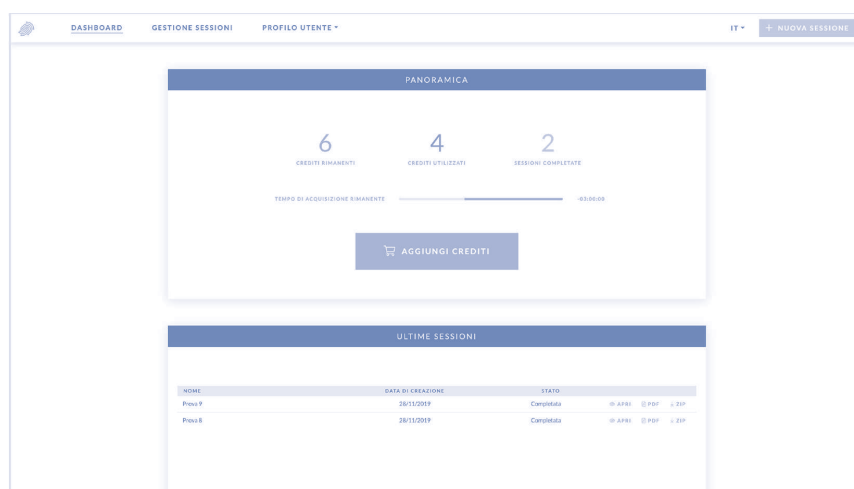 DASHBOARD GESTIONE SESSIONI PROFILO UTENTE IT + NUOVA SESSIONE
PANORAMICA
6 4 2
CREDITI RIMANENTI CREDITI UTILIZZATI SESSIONI COMPLETATE
TEMPO DI ACQUISIZIONE RIMANENTE -03:06:08
AGGIUNGI CREDITI
ULTIME SESSIONI
NOME DATA DI CREAZIONE STATO
Prova 9 28/11/2019 Completata APRI PDF ZIP
Prova 8 28/11/2019 Completata APRI PDF ZIP